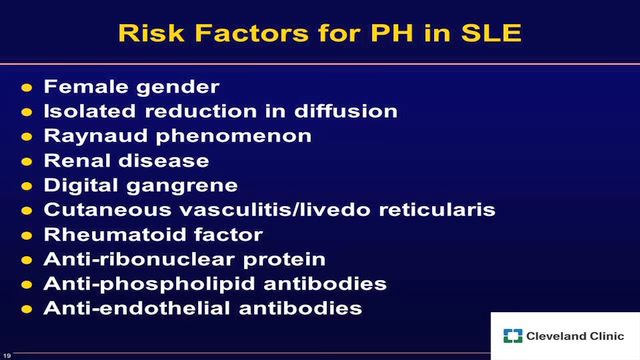 Risk Factors for PH in SLE
Female gender
Isolated reduction in diffusion
Raynaud phenomenon
Renal disease
Digital gangrene
Cutaneous vasculitis/livedo reticularis
Rheumatoid factor
Anti-ribonuclear protein
Anti-phospholipid antibodies
Anti-endothelial antibodies
Cleveland Clinic
19